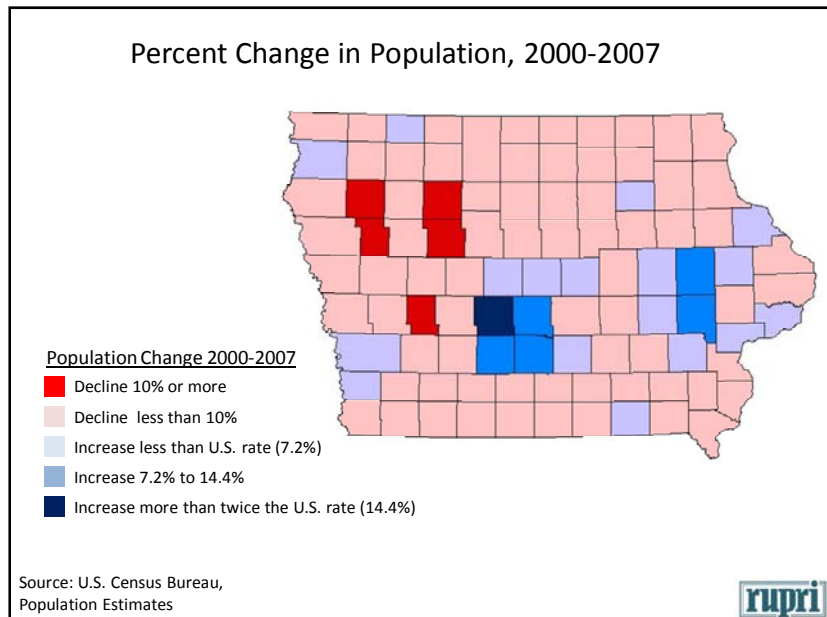 Percent Change in Population, 2000-2007
Population Change 2000-2007
Decline 10% or more
Decline less than 10%
Increase less than U.S. rate (7.2%)
Increase 7.2% to 14.4%
Increase more than twice the U.S. rate (14.4%)
Source: U.S. Census Bureau,
Population Estimates
rupri